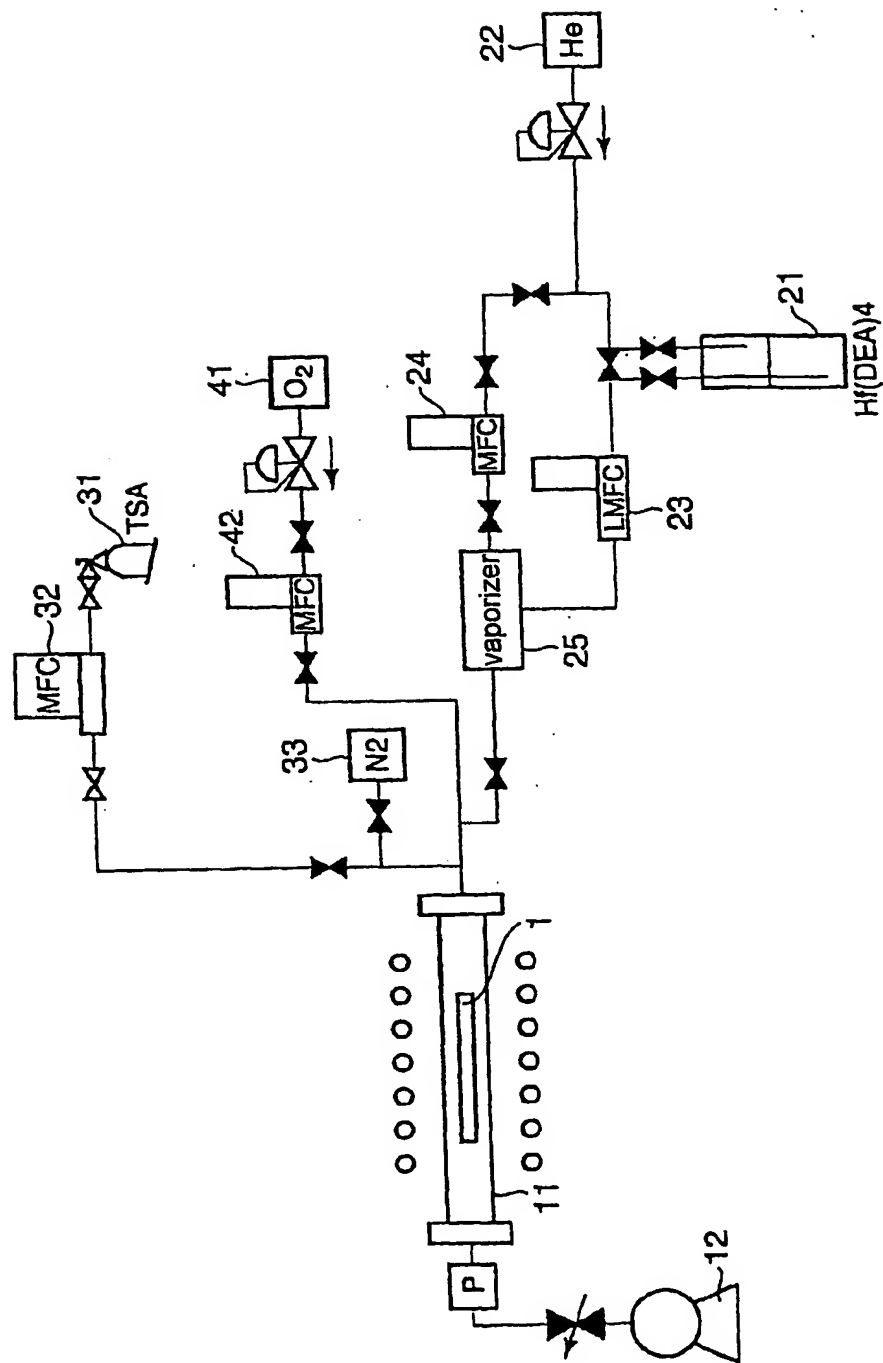 22
He
21
Hf(DEA)4
24
MFC
LMFC
23
vaporizer
25
41
O2
42
MFC
31
TSA
32
MFC
33
N2
1
11
P
12